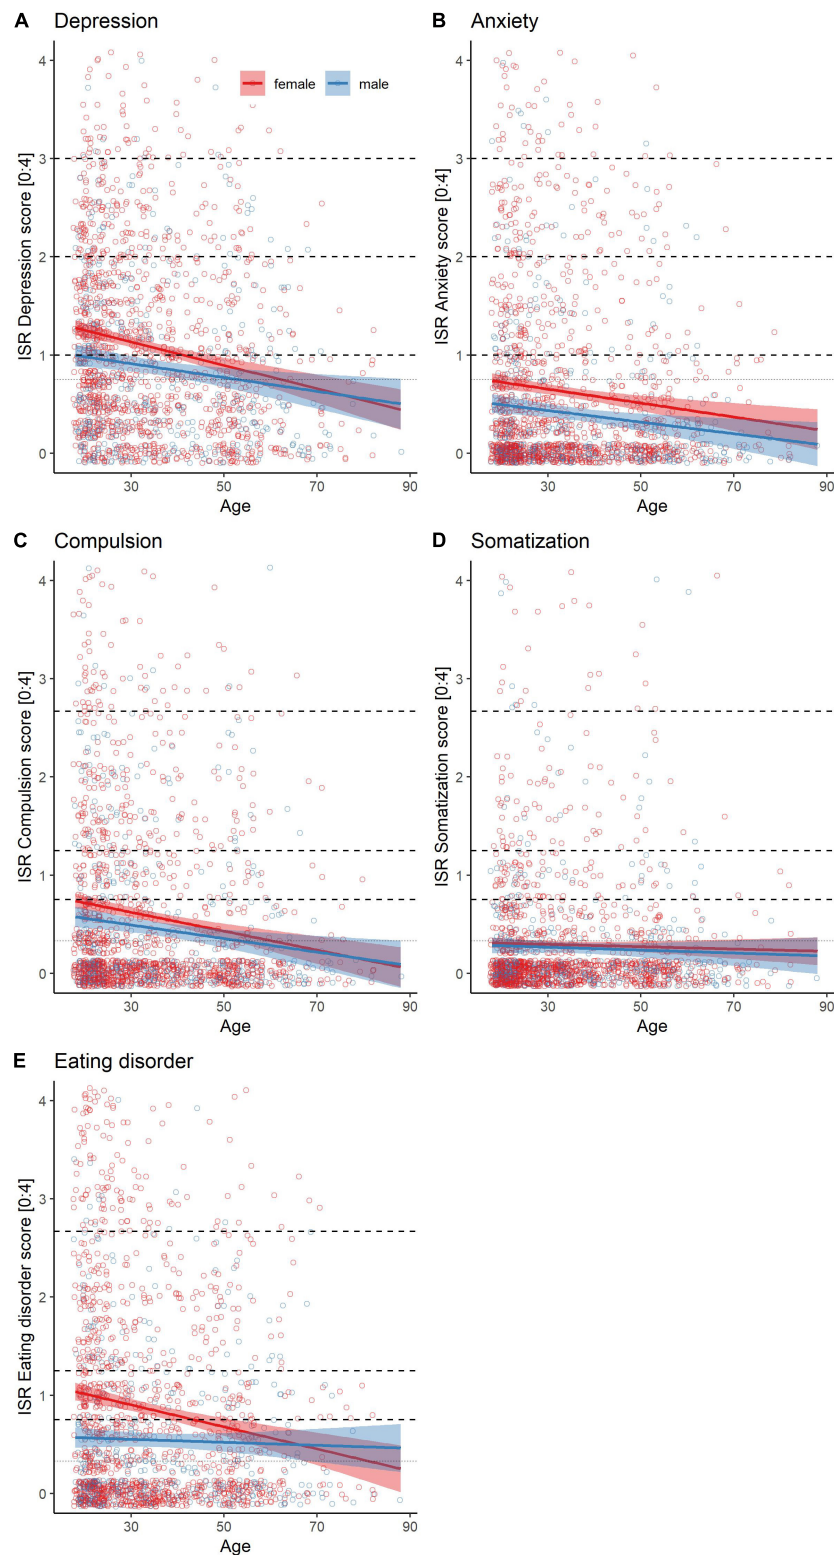 A Depression
ISR Depression score [0:4]
4
3
2
1
0
female male
30 50 70 90
Age
B Anxiety
ISR Anxiety score [0:4]
4
3
2
1
0
30 50 70 90
Age
C Compulsion
ISR Compulsion score [0:4]
4
3
2
1
0
30 50 70 90
Age
D Somatization
ISR Somatization score [0:4]
4
3
2
1
0
30 50 70 90
Age
E Eating disorder
ISR Eating disorder score [0:4]
4
3
2
1
0
30 50 70 90
Age